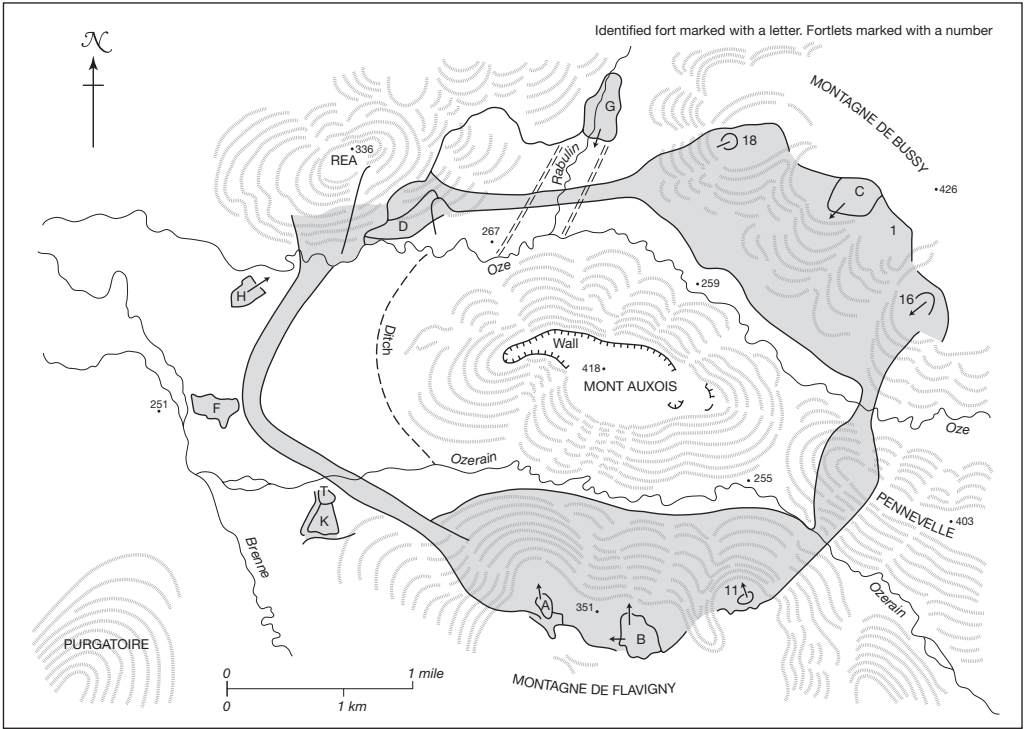 Identified fort marked with a letter. Fortlets marked with a number
N
MONTAGNE DE BUSSY
G
18
Rabulin
336
REA
C
426
D
1
267
Oze
H
259
16
Ditch
Wall
418
MONT AUXOIS
251
F
Oze
Ozerain
255
T
K
PENNEVELLE
403
Brenne
11
A
351
B
Ozerain
PURGATOIRE
0 1 mile
0 1 km
MONTAGNE DE FLAVIGNY